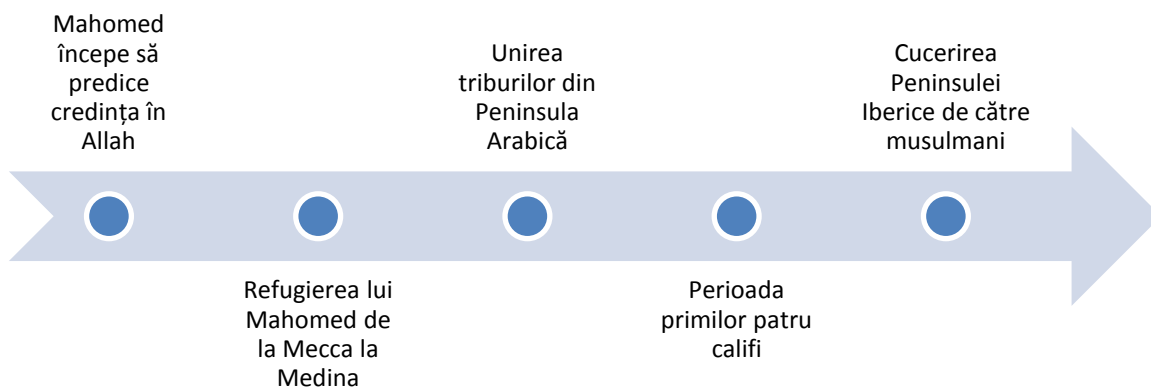 Mahomed
începe să
predice
credința în
Allah
Refugierea lui
Mahomed de
la Mecca la
Medina
Unirea
triburilor din
Peninsula
Arabică
Perioada
primilor patru
califi
Cucerirea
Peninsulei
Iberice de către
musulmani